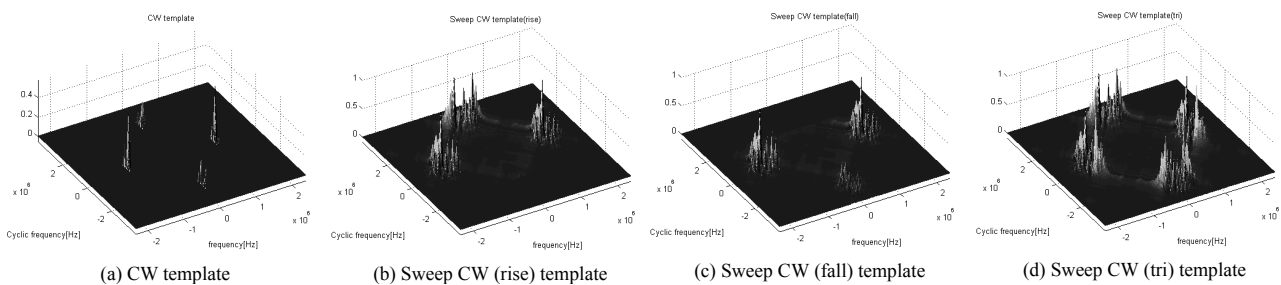 CW template
0.4
0.2
0
2
0
-2
x 10^6
Cyclic frequency[Hz]
-2
-1
0
1
2
x 10^6
frequency[Hz]
(a) CW template
Sweep CW template(rise)
1
0.5
0
2
0
-2
x 10^6
Cyclic frequency[Hz]
-2
-1
0
1
2
x 10^6
frequency[Hz]
(b) Sweep CW (rise) template
Sweep CW template(fall)
1
0.5
0
2
0
-2
x 10^6
Cyclic frequency[Hz]
-2
-1
0
1
2
x 10^6
frequency[Hz]
(c) Sweep CW (fall) template
Sweep CW template(tri)
1
0.5
0
2
0
-2
x 10^6
Cyclic frequency[Hz]
-2
-1
0
1
2
x 10^6
frequency[Hz]
(d) Sweep CW (tri) template